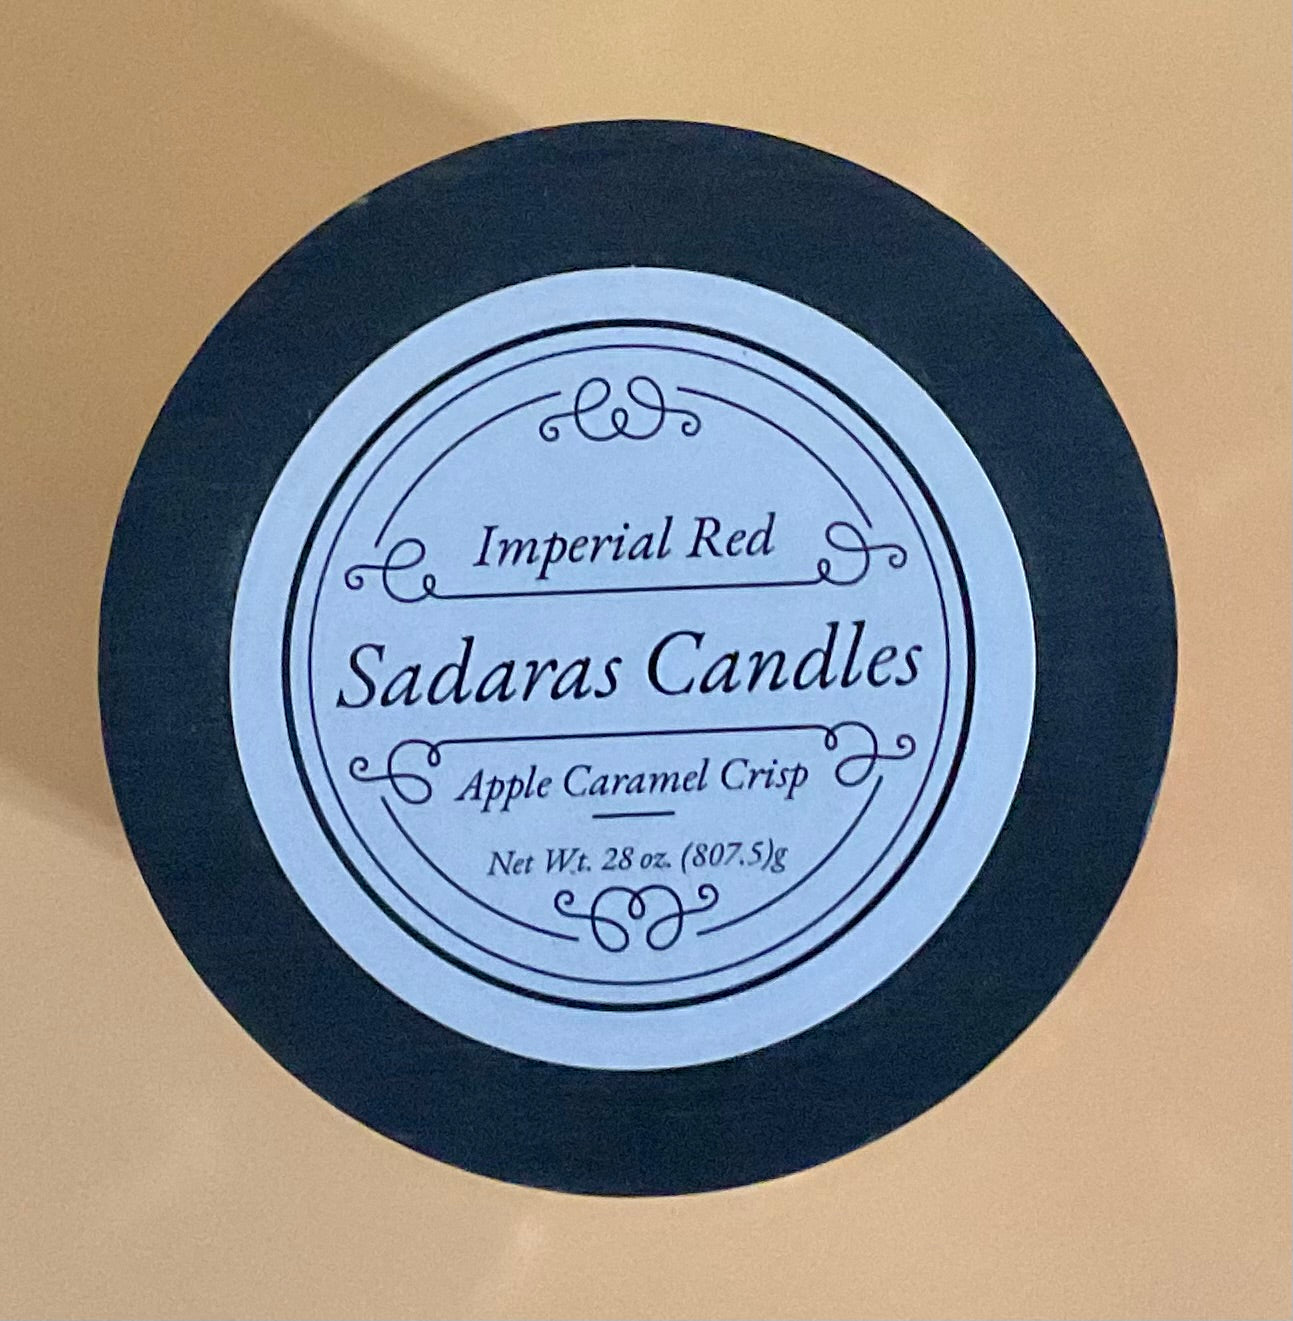 Imperial Red
Sadaras Candles
Apple Caramel Crisp
Net Wt. 28 oz. (807.5)g